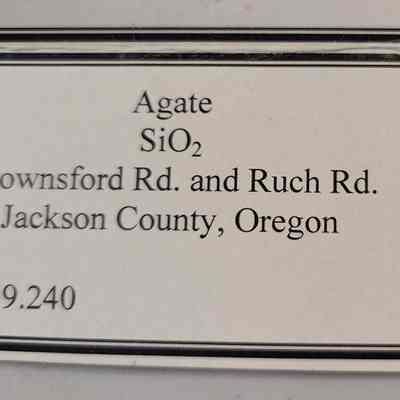 Agate
SiO₂
ownsford Rd. and Ruch Rd.
Jackson County, Oregon
9.240